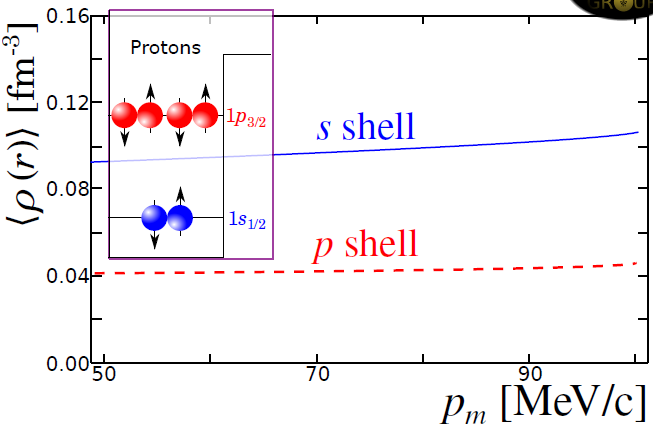 GROUP
0.16
0.12
0.08
0.04
0.00
⟨ρ(r)⟩ [fm-3]
Protons
1p3/2
1s1/2
s shell
p shell
50
70
90
pm [MeV/c]